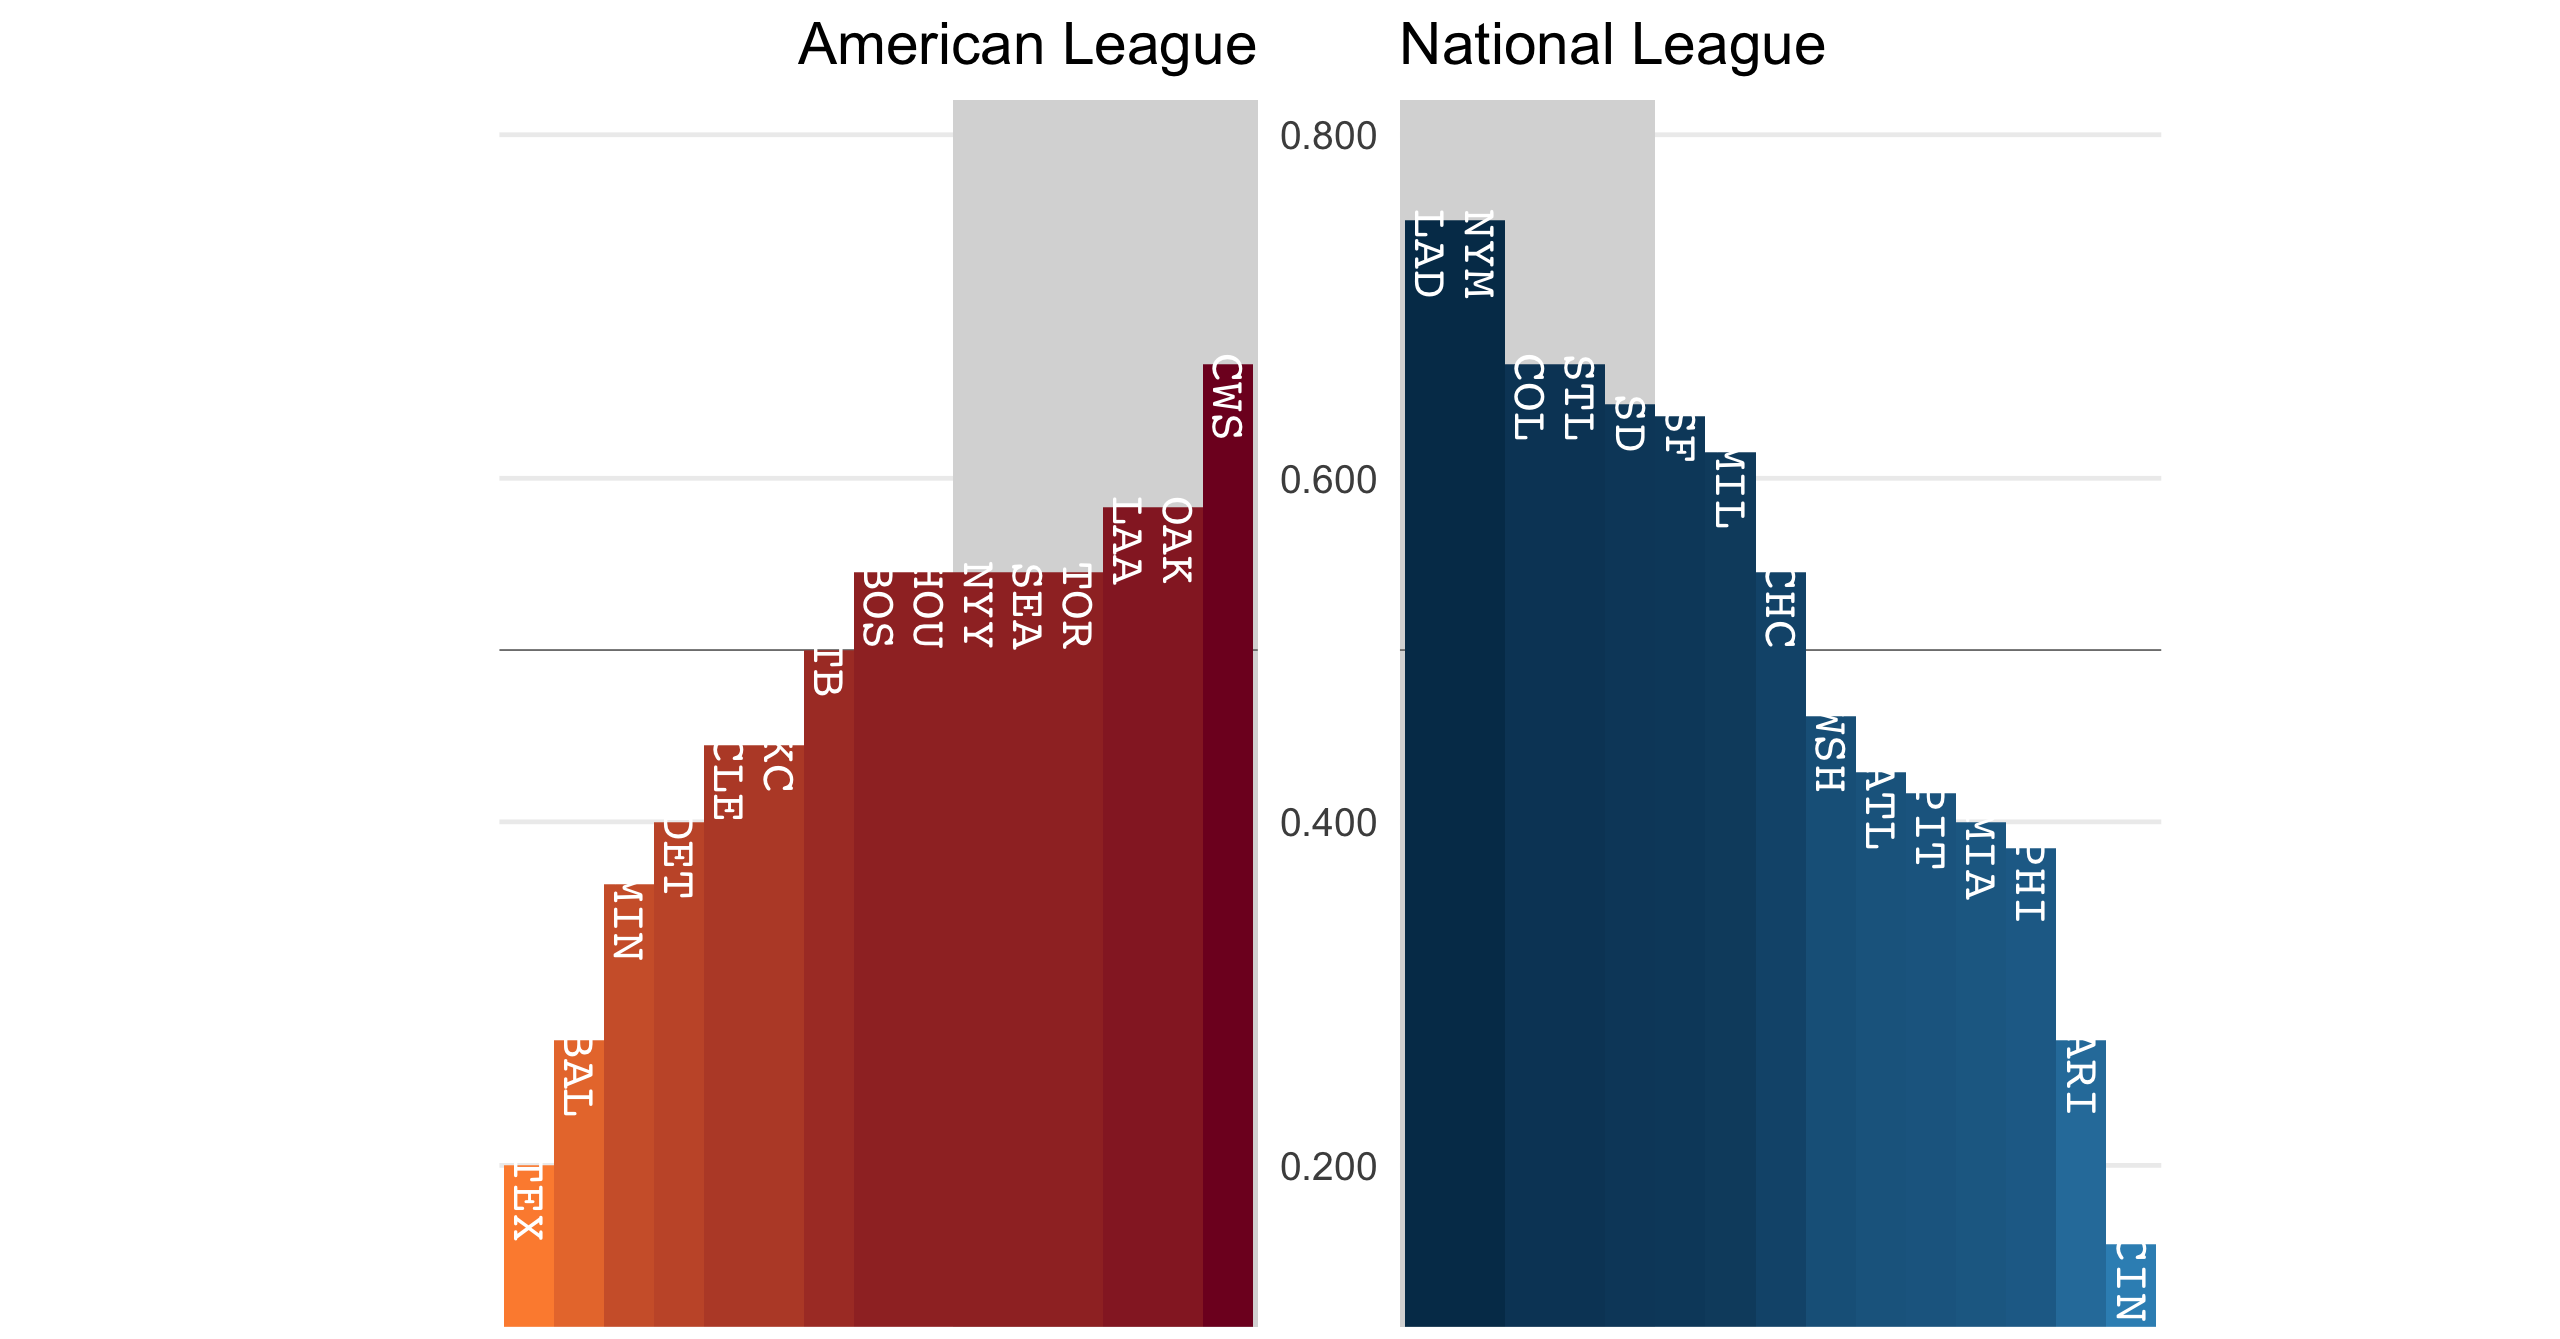 American League
National League
0.800
0.600
0.400
0.200
TEX
BAL
MIN
DET
CLE
KC
TB
BOS
HOU
NYY
SEA
TOR
LAA
OAK
CWS
LAD
NYM
COL
STL
SD
SF
MIL
CHC
WSH
ATL
PIT
MIA
PHI
ARI
CIN